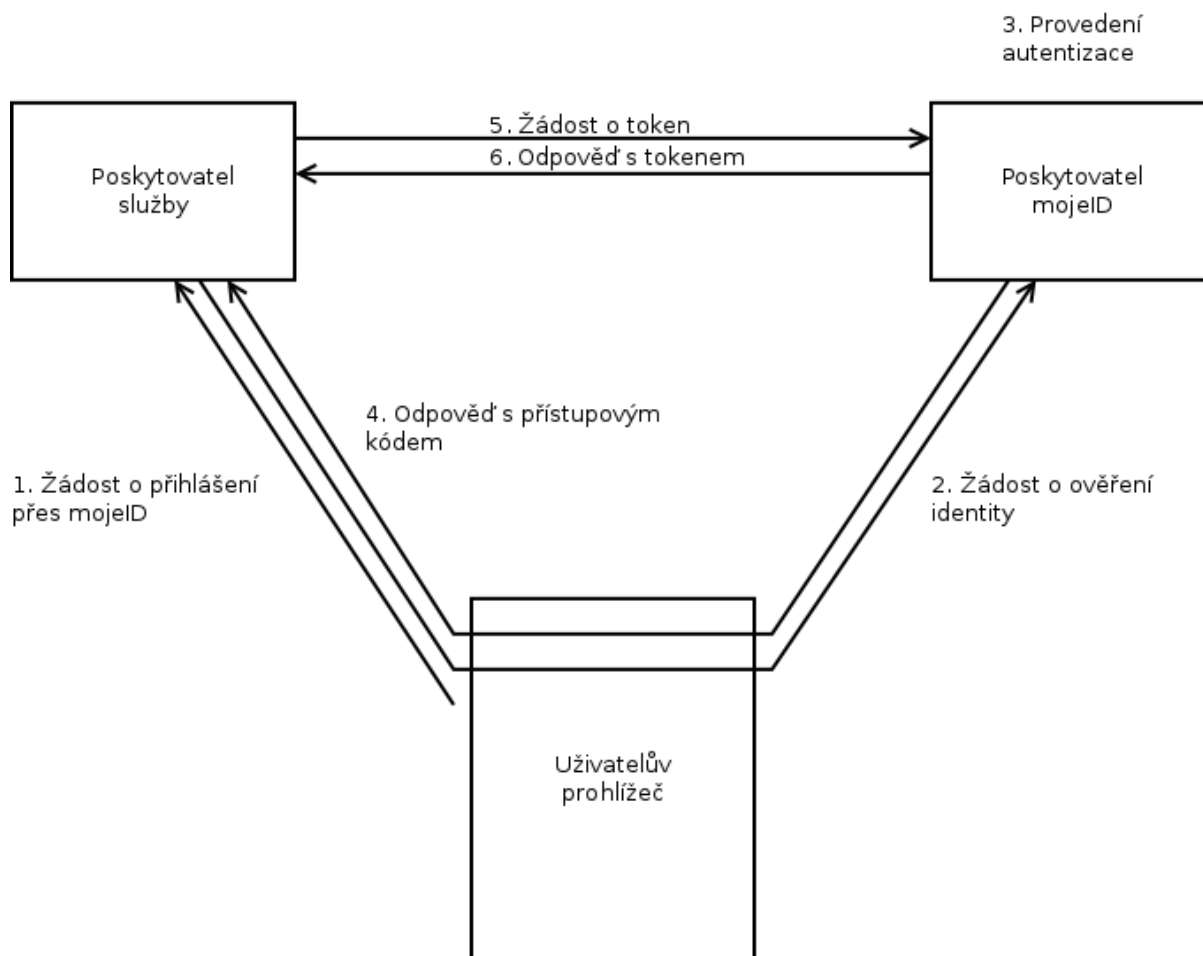 3. Provedení
autentizace
5. Žádost o token
6. Odpověď s tokenem
Poskytovatel
služby
Poskytovatel
mojeID
4. Odpověď s přístupovým
kódem
1. Žádost o přihlášení
přes mojeID
2. Žádost o ověření
identity
Uživatelův
prohlížeč